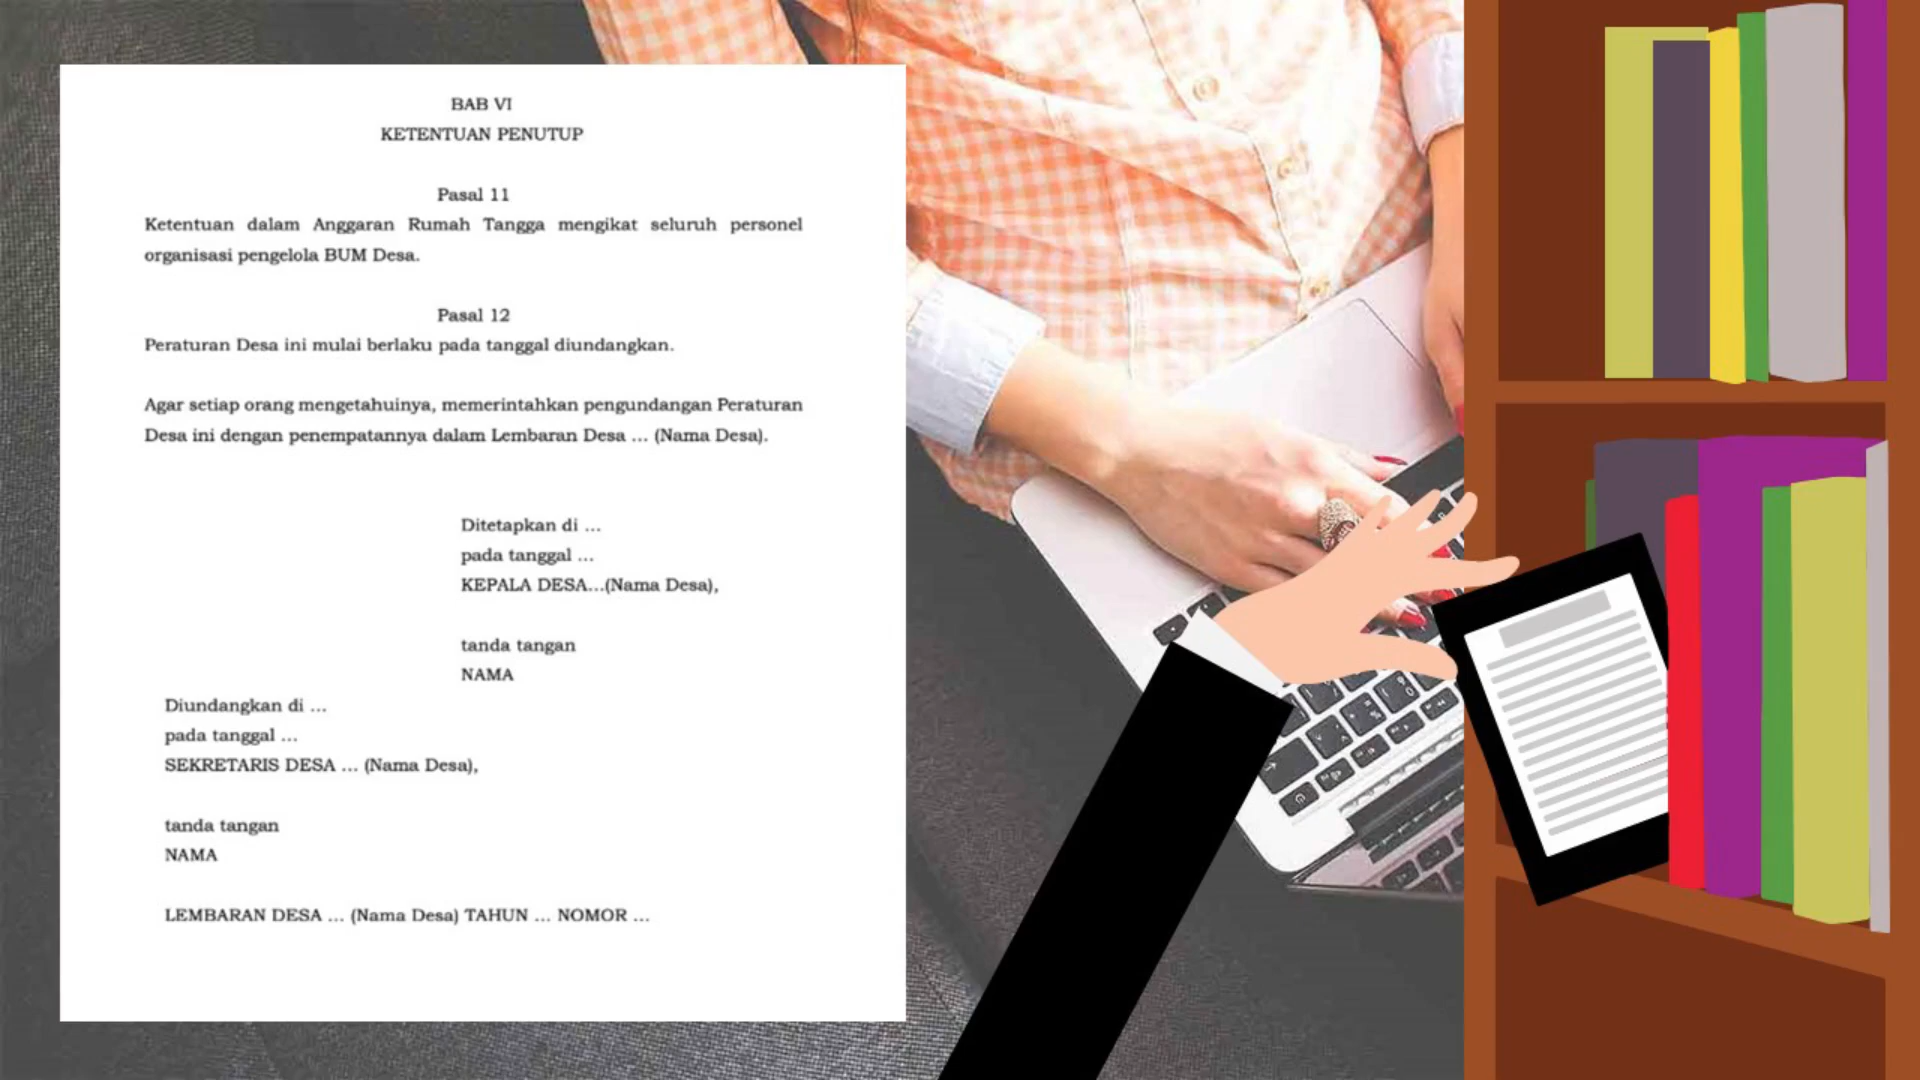 BAB VI
KETENTUAN PENUTUP
Pasal 11
Ketentuan dalam Anggaran Rumah Tangga mengikat seluruh personel
organisasi pengelola BUM Desa.
Pasal 12
Peraturan Desa ini mulai berlaku pada tanggal diundangkan.
Agar setiap orang mengetahuinya, memerintahkan pengundangan Peraturan
Desa ini dengan penempatannya dalam Lembaran Desa ... (Nama Desa).
Ditetapkan di ...
pada tanggal ...
KEPALA DESA...(Nama Desa),
tanda tangan
NAMA
Diundangkan di ...
pada tanggal ...
SEKRETARIS DESA ... (Nama Desa),
tanda tangan
NAMA
LEMBARAN DESA ... (Nama Desa) TAHUN ... NOMOR ...